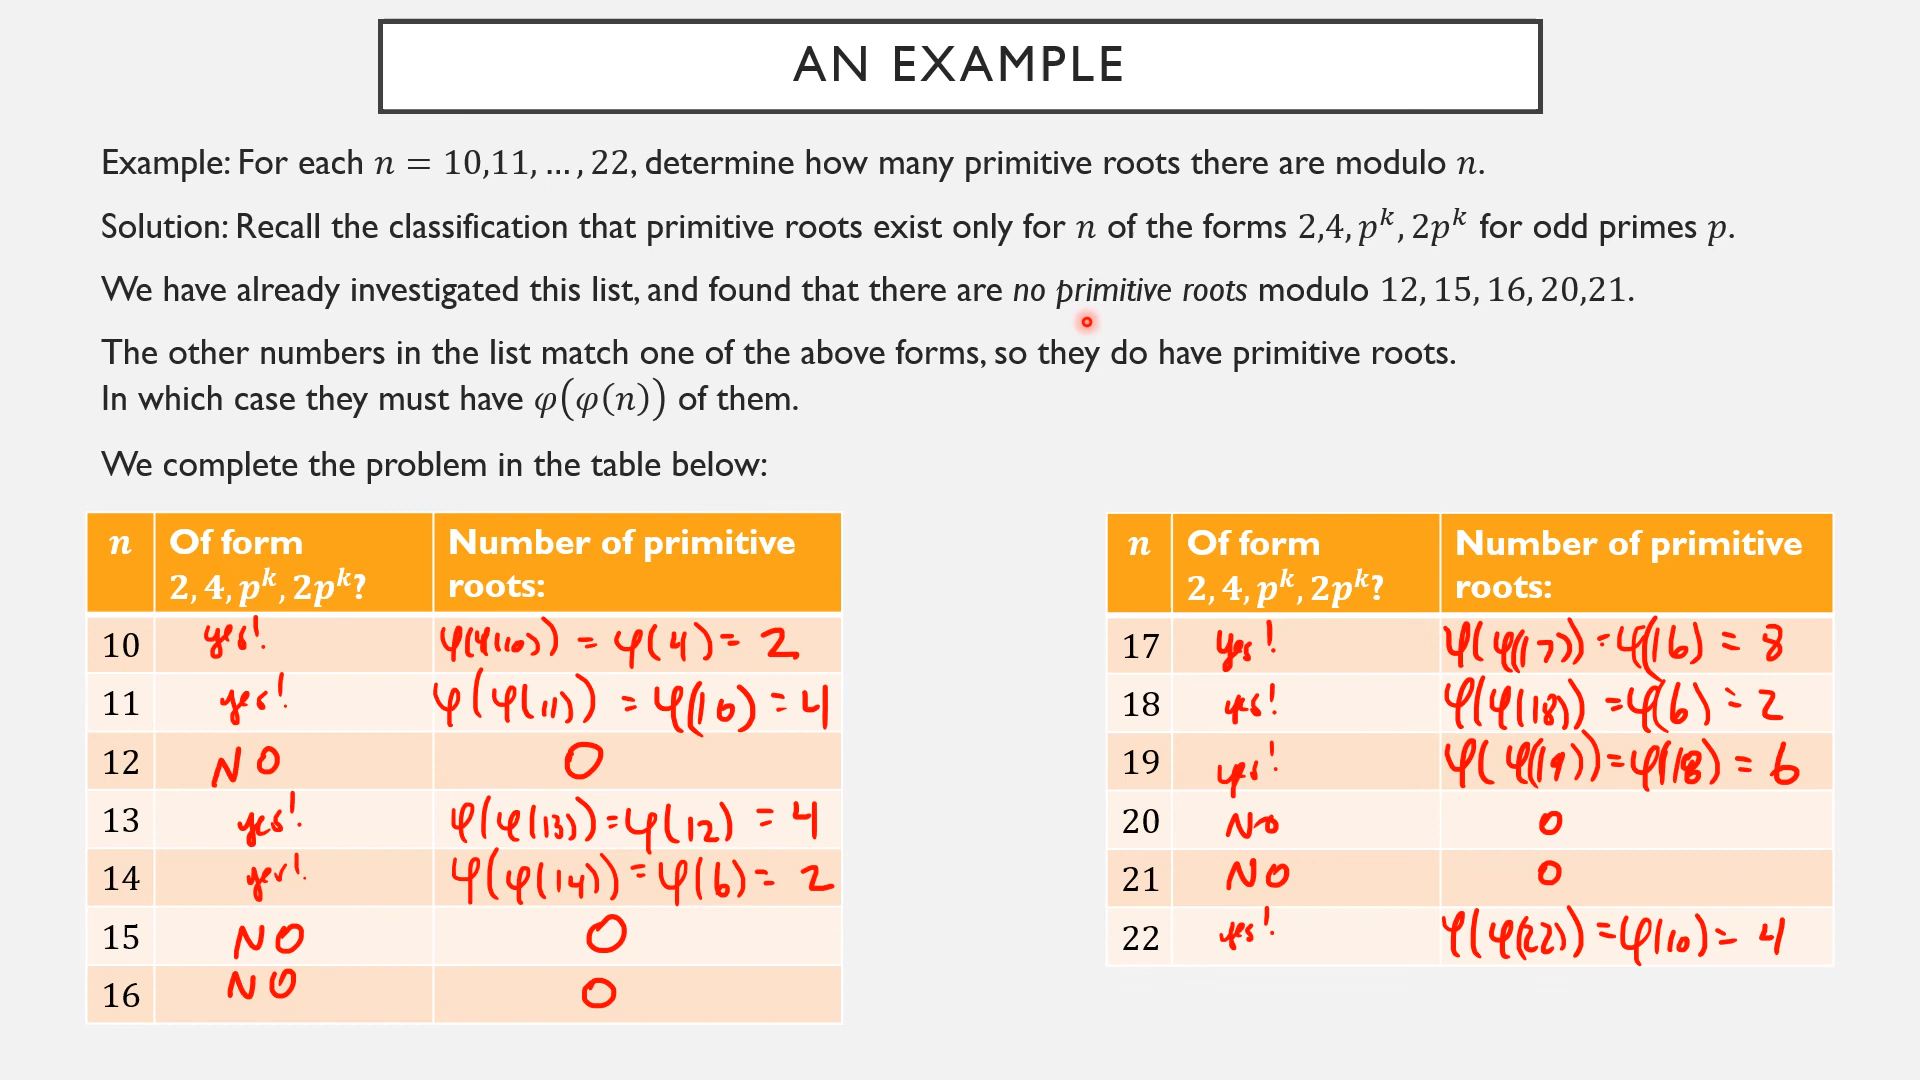 AN EXAMPLE
Example: For each n = 10,11, … , 22, determine how many primitive roots there are modulo n.
Solution: Recall the classification that primitive roots exist only for n of the forms 2,4, pᵏ, 2pᵏ for odd primes p.
We have already investigated this list, and found that there are no primitive roots modulo 12, 15, 16, 20,21.
The other numbers in the list match one of the above forms, so they do have primitive roots.
In which case they must have φ(φ(n)) of them.
We complete the problem in the table below:
n Of form 2, 4, pᵏ, 2pᵏ? Number of primitive roots:
10 yes! φ(φ(10)) = φ(4) = 2
11 yes! φ(φ(11)) = φ(10) = 4
12 NO 0
13 yes! φ(φ(13)) = φ(12) = 4
14 yes! φ(φ(14)) = φ(6) = 2
15 NO 0
16 NO 0
n Of form 2, 4, pᵏ, 2pᵏ? Number of primitive roots:
17 yes! φ(φ(17)) = φ(16) = 8
18 yes! φ(φ(18)) = φ(6) = 2
19 yes! φ(φ(19)) = φ(18) = 6
20 No 0
21 NO 0
22 yes! φ(φ(22)) = φ(10) = 4